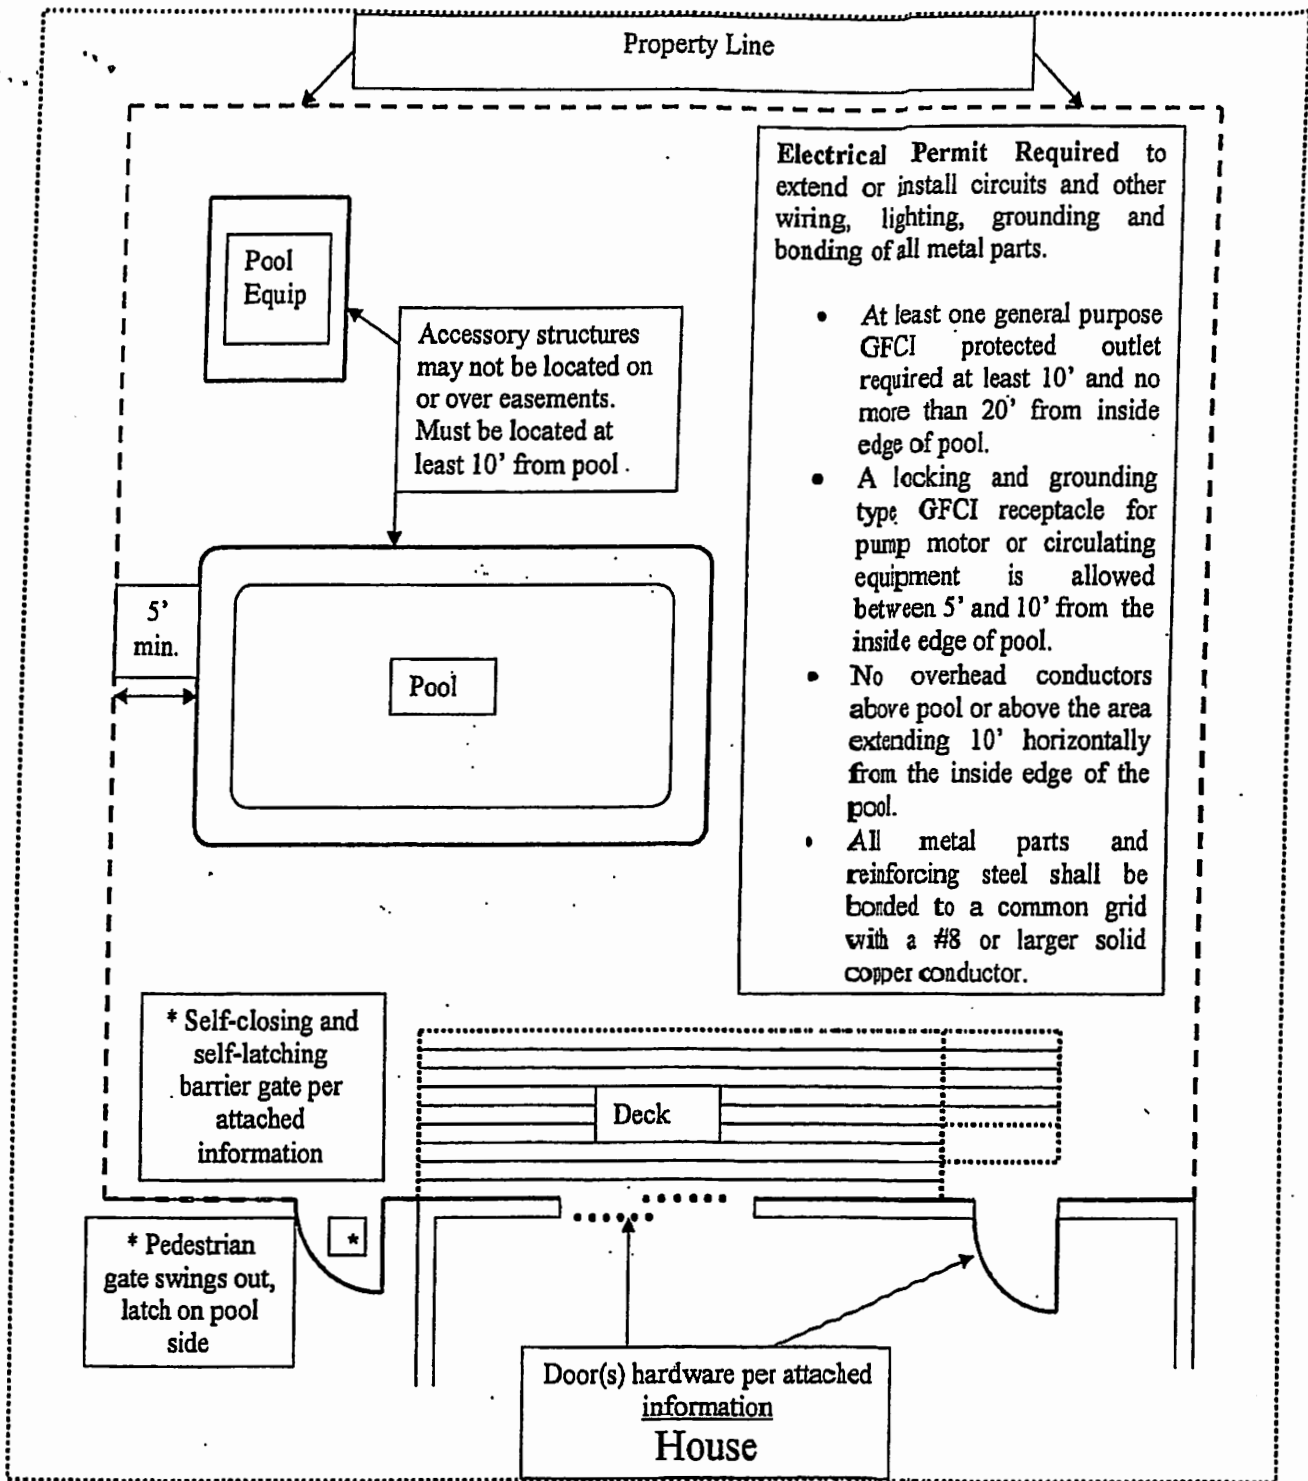 Property Line
Electrical Permit Required to
extend or install circuits and other
wiring, lighting, grounding and
bonding of all metal parts.
• At least one general purpose
GFCI protected outlet
required at least 10' and no
more than 20' from inside
edge of pool.
• A locking and grounding
type GFCI receptacle for
pump motor or circulating
equipment is allowed
between 5' and 10' from the
inside edge of pool.
• No overhead conductors
above pool or above the area
extending 10' horizontally
from the inside edge of the
pool.
• All metal parts and
reinforcing steel shall be
bonded to a common grid
with a #8 or larger solid
copper conductor.
Pool
Equip
Accessory structures
may not be located on
or over easements.
Must be located at
least 10' from pool.
5'
min.
Pool
* Self-closing and
self-latching
barrier gate per
attached
information
Deck
* Pedestrian
gate swings out,
latch on pool
side
*
Door(s) hardware per attached
information
House